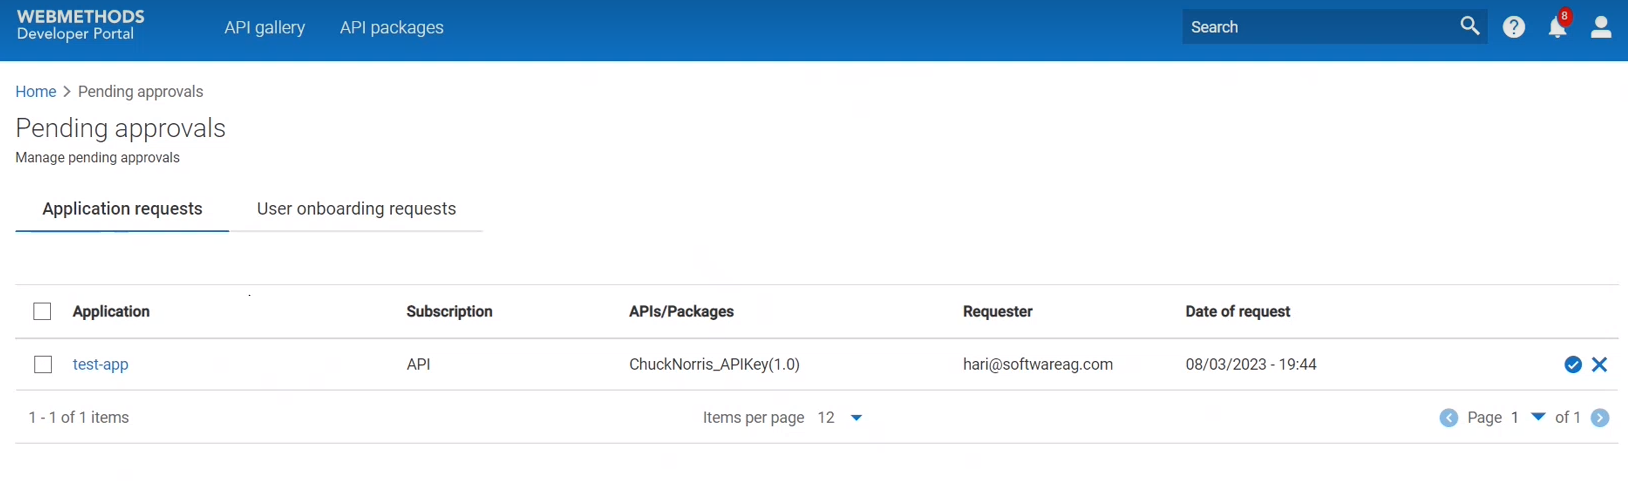 WEBMETHODS
Developer Portal
API gallery API packages
Search
8
Home > Pending approvals
Pending approvals
Manage pending approvals
Application requests User onboarding requests
Application Subscription APIs/Packages Requester Date of request
test-app API ChuckNorris_APIKey(1.0) hari@softwareag.com 08/03/2023 - 19:44
1 - 1 of 1 items Items per page 12 Page 1 of 1